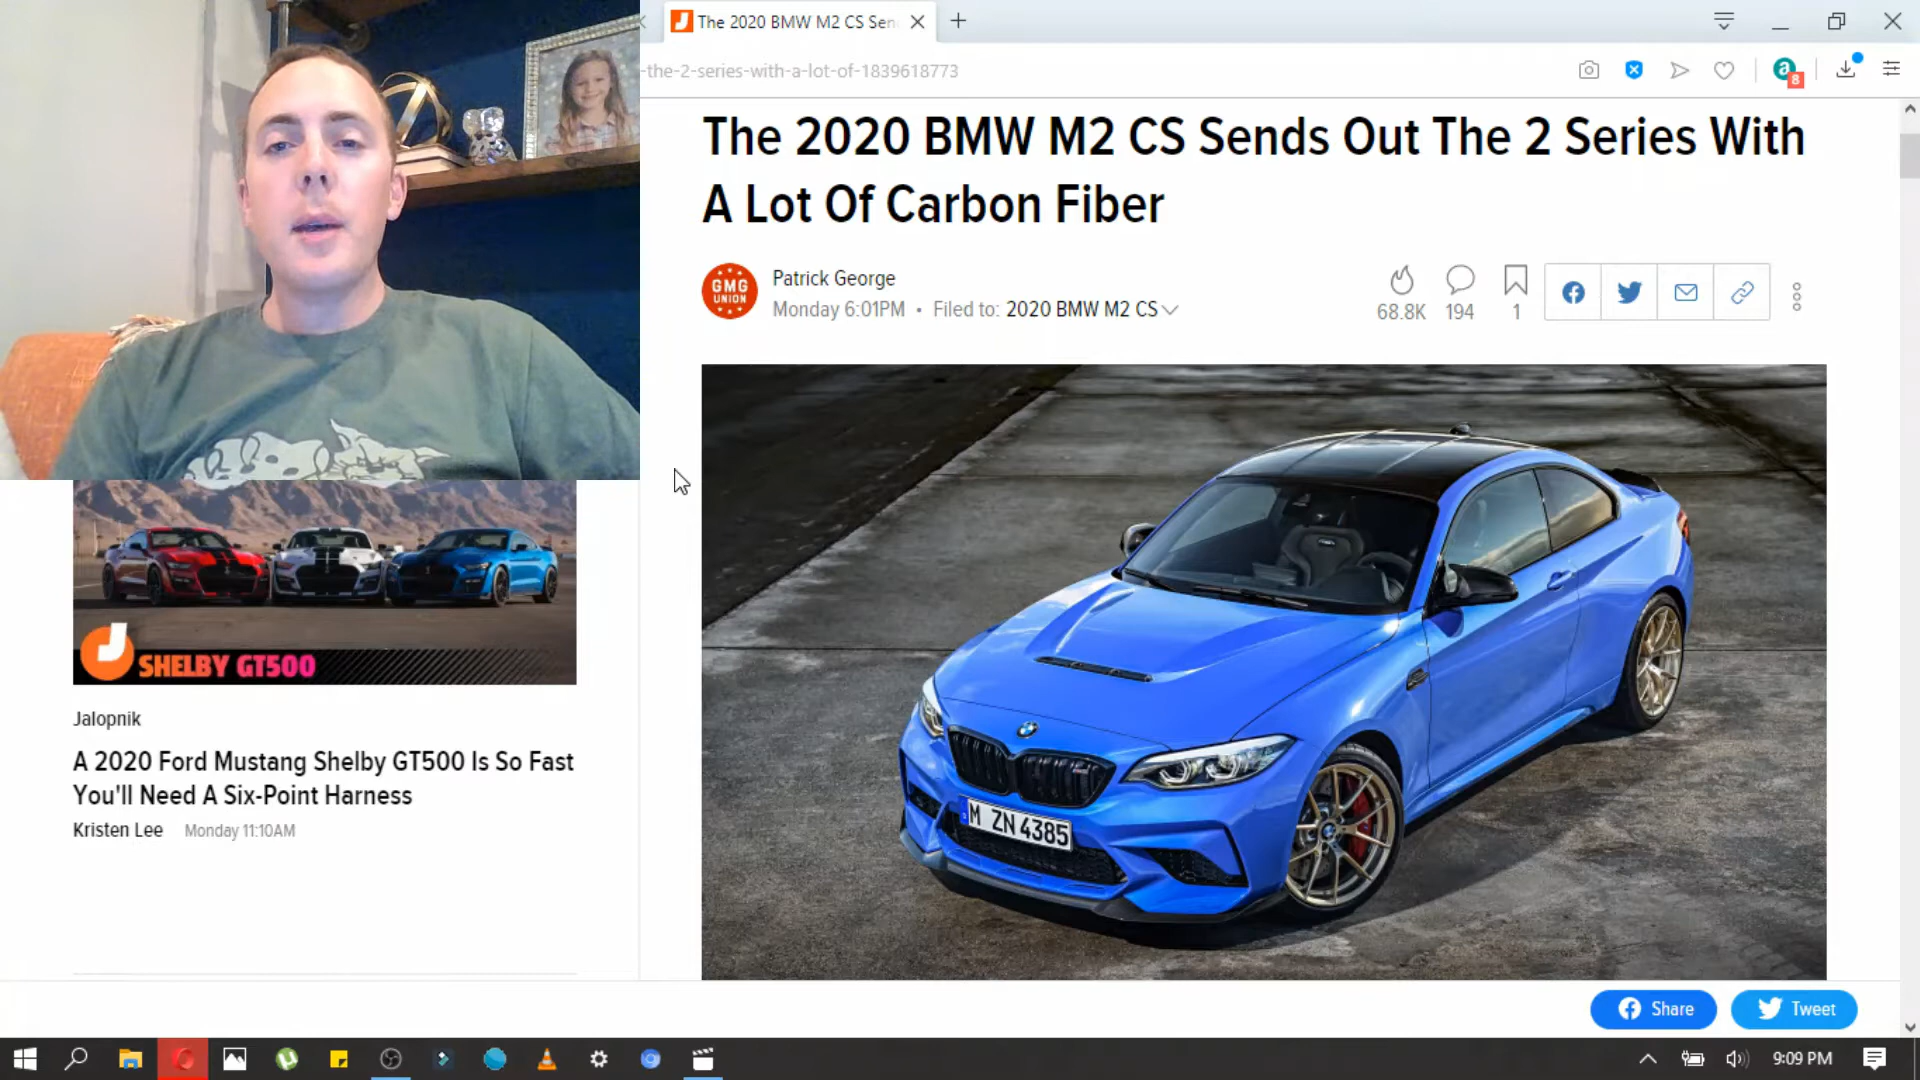 The 2020 BMW M2 CS Sen
-the-2-series-with-a-lot-of-1839618773
8
The 2020 BMW M2 CS Sends Out The 2 Series With
A Lot Of Carbon Fiber
GMG
UNION
Patrick George
Monday 6:01PM • Filed to: 2020 BMW M2 CS
68.8K 194 1
M ZN 4385
SHELBY GT500
Jalopnik
A 2020 Ford Mustang Shelby GT500 Is So Fast
You'll Need A Six-Point Harness
Kristen Lee Monday 11:10AM
Share
Tweet
9:09 PM